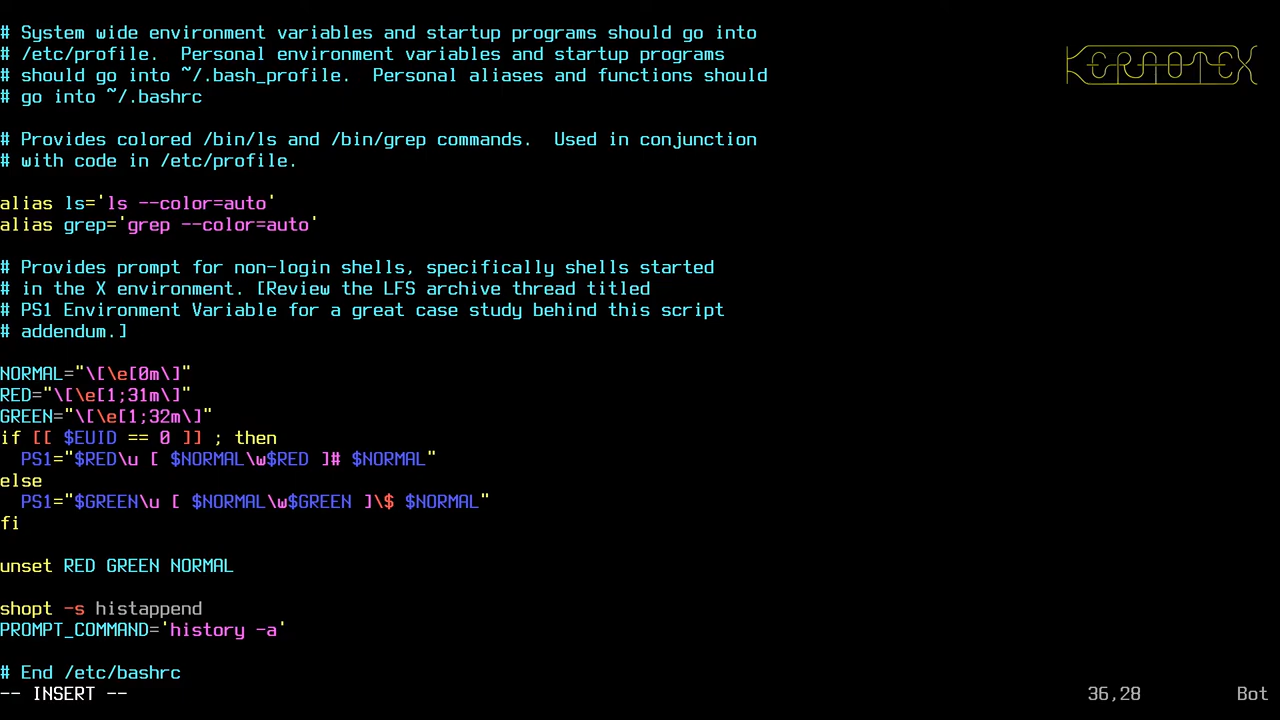 # System wide environment variables and startup programs should go into
# /etc/profile.  Personal environment variables and startup programs
# should go into ~/.bash_profile.  Personal aliases and functions should
# go into ~/.bashrc
KERAOTEX
# Provides colored /bin/ls and /bin/grep commands.  Used in conjunction
# with code in /etc/profile.
alias ls='ls --color=auto'
alias grep='grep --color=auto'
# Provides prompt for non-login shells, specifically shells started
# in the X environment. [Review the LFS archive thread titled
# PS1 Environment Variable for a great case study behind this script
# addendum.]
NORMAL="\[\e[0m\]"
RED="\[\e[1;31m\]"
GREEN="\[\e[1;32m\]"
if [[ $EUID == 0 ]] ; then
  PS1="$RED\u [ $NORMAL\w$RED ]# $NORMAL"
else
  PS1="$GREEN\u [ $NORMAL\w$GREEN ]\$ $NORMAL"
fi
unset RED GREEN NORMAL
shopt -s histappend
PROMPT_COMMAND='history -a'
# End /etc/bashrc
-- INSERT -- 36,28 Bot